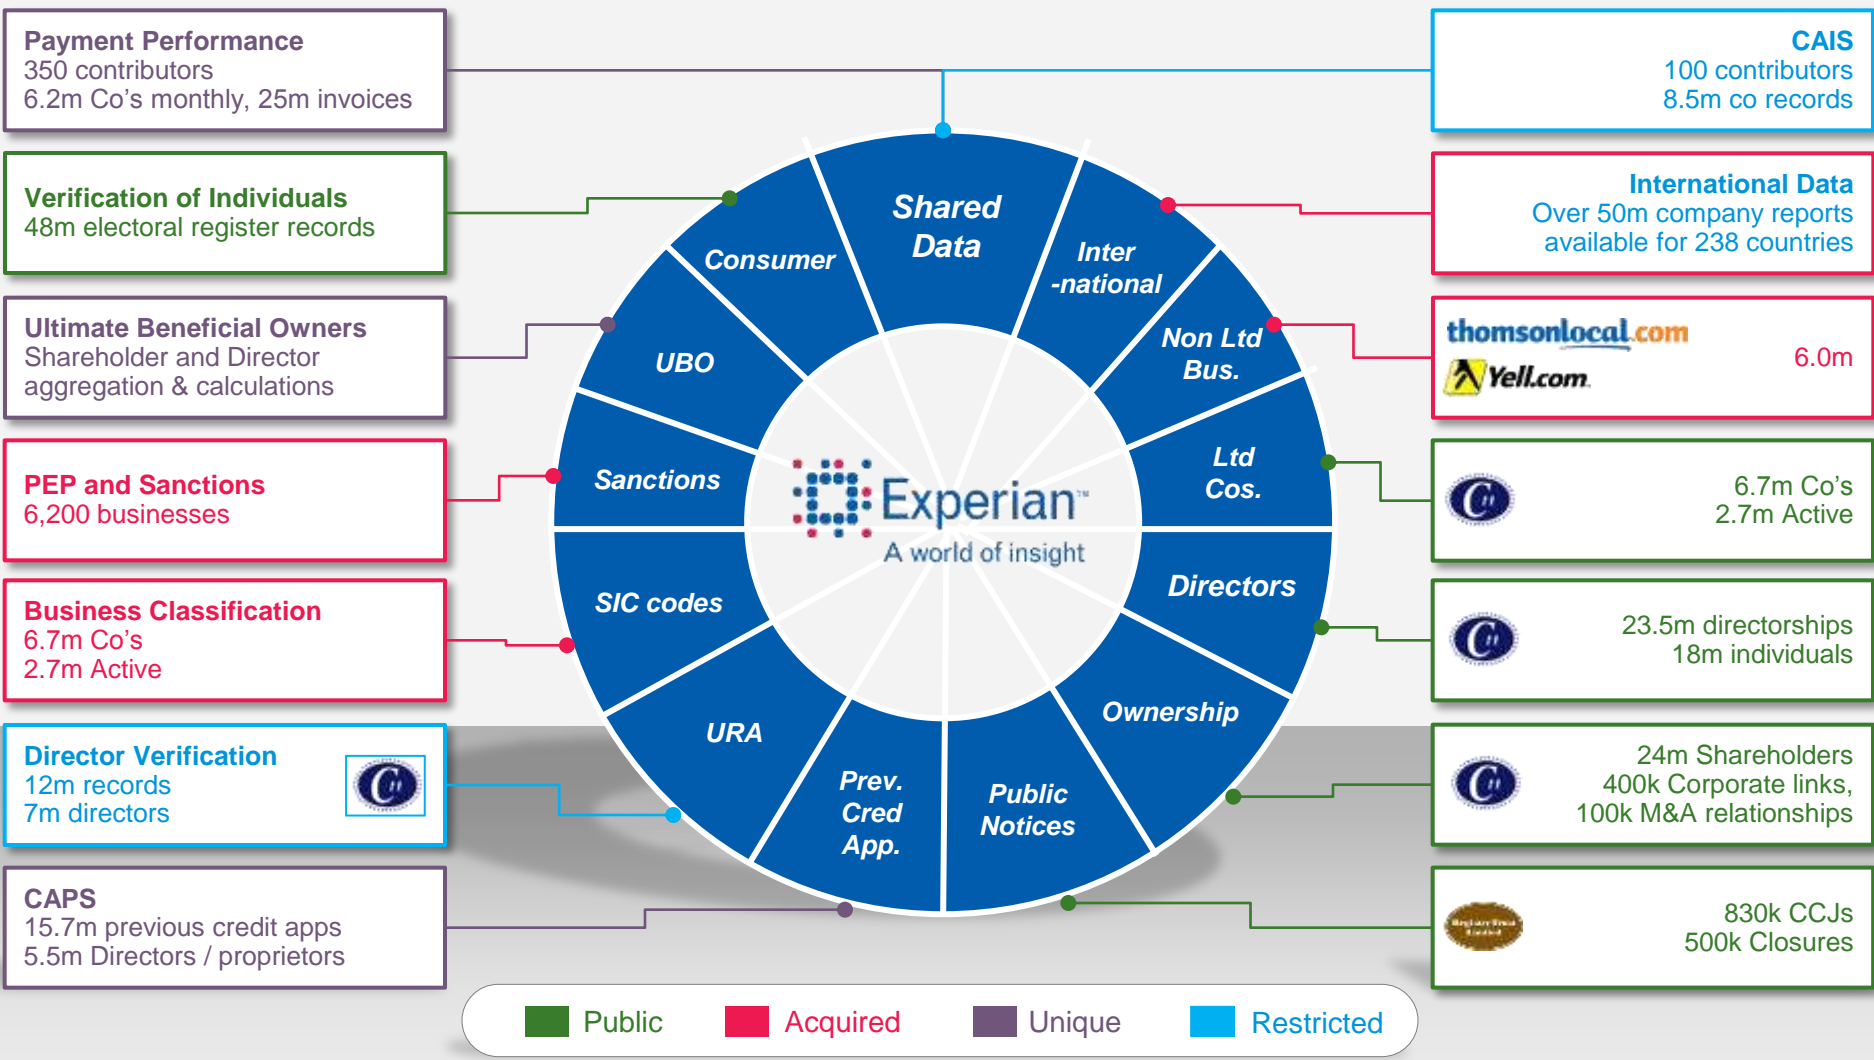 Payment Performance
350 contributors
6.2m Co's monthly, 25m invoices
Verification of Individuals
48m electoral register records
Ultimate Beneficial Owners
Shareholder and Director
aggregation & calculations
PEP and Sanctions
6,200 businesses
Business Classification
6.7m Co's
2.7m Active
Director Verification
12m records
7m directors
CAPS
15.7m previous credit apps
5.5m Directors / proprietors
Shared
Data
Inter
-national
Non Ltd
Bus.
Ltd
Cos.
Directors
Ownership
Public
Notices
Prev.
Cred
App.
URA
SIC codes
Sanctions
UBO
Consumer
Experian™
A world of insight
CAIS
100 contributors
8.5m co records
International Data
Over 50m company reports
available for 238 countries
thomsonlocal.com
Yell.com
6.0m
6.7m Co's
2.7m Active
23.5m directorships
18m individuals
24m Shareholders
400k Corporate links,
100k M&A relationships
830k CCJs
500k Closures
Public
Acquired
Unique
Restricted